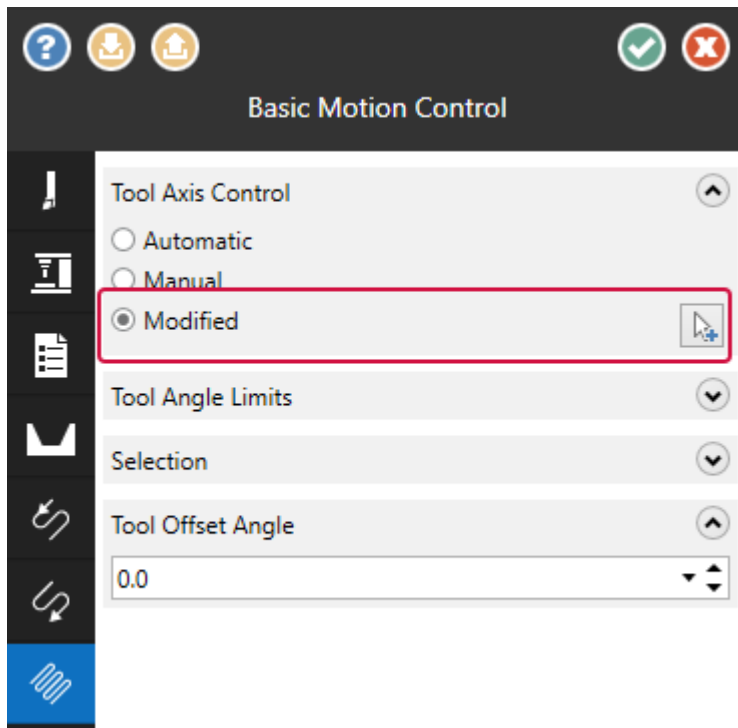 Basic Motion Control
Tool Axis Control
Automatic
Manual
Modified
Tool Angle Limits
Selection
Tool Offset Angle
0.0